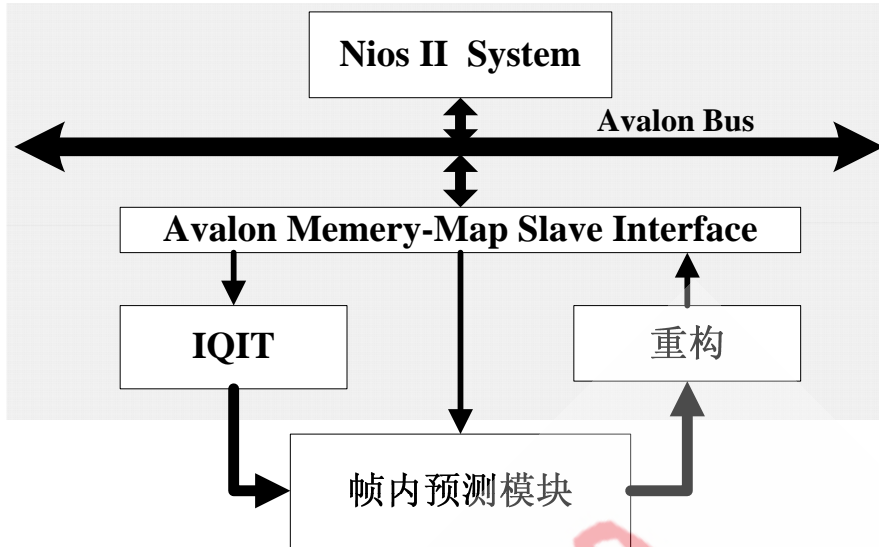 Nios II System
Avalon Bus
Avalon Memery-Map Slave Interface
IQIT
重构
帧内预测模块